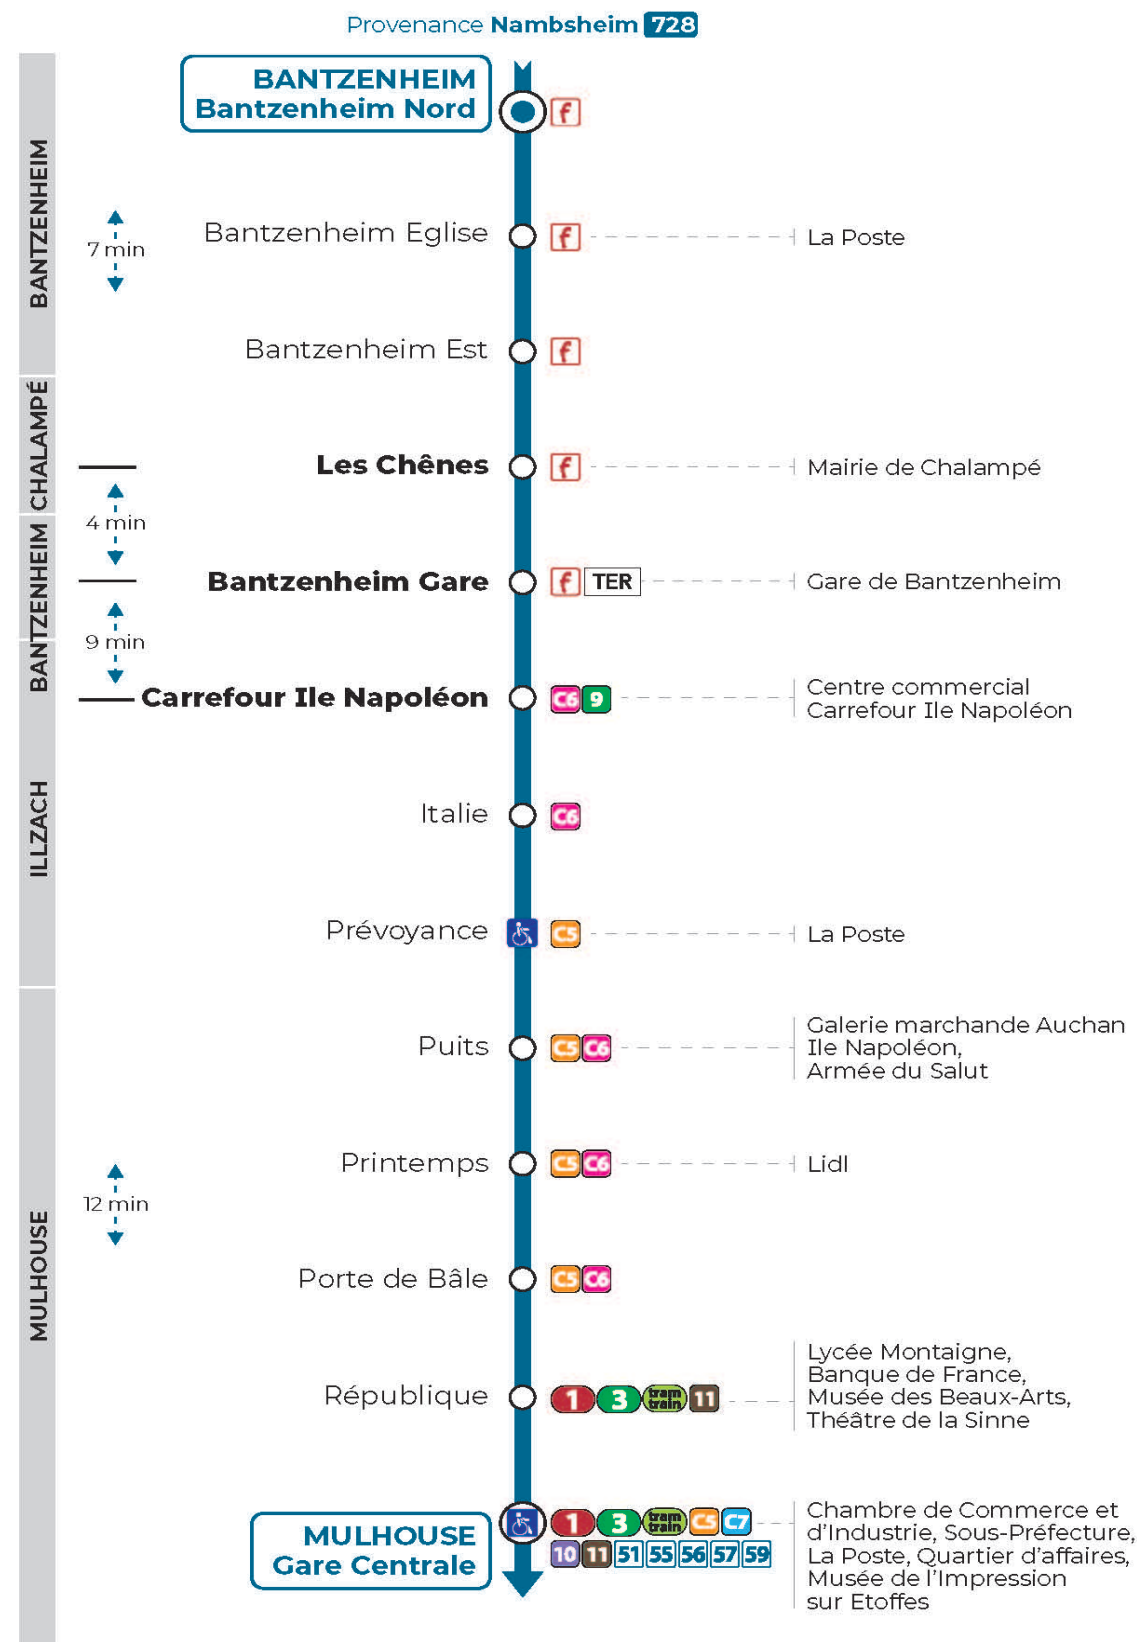 Provenance Nambsheim 728
BANTZENHEIM
Bantzenheim Nord
f
BANTZENHEIM
7 min
Bantzenheim Eglise
f
La Poste
Bantzenheim Est
f
CHALAMPÉ
Les Chênes
f
Mairie de Chalampé
4 min
BANTZENHEIM
Bantzenheim Gare
f TER
Gare de Bantzenheim
9 min
Carrefour Ile Napoléon
C6 9
Centre commercial
Carrefour Ile Napoléon
ILLZACH
Italie
C6
Prévoyance
C5
La Poste
Puits
C5 C6
Galerie marchande Auchan
Ile Napoléon,
Armée du Salut
MULHOUSE
Printemps
C5 C6
Lidl
12 min
Porte de Bâle
C5 C6
République
1 3 tram train 11
Lycée Montaigne,
Banque de France,
Musée des Beaux-Arts,
Théâtre de la Sinne
MULHOUSE
Gare Centrale
1 3 tram train C5 C7
10 11 51 55 56 57 59
Chambre de Commerce et
d'Industrie, Sous-Préfecture,
La Poste, Quartier d'affaires,
Musée de l'Impression
sur Etoffes